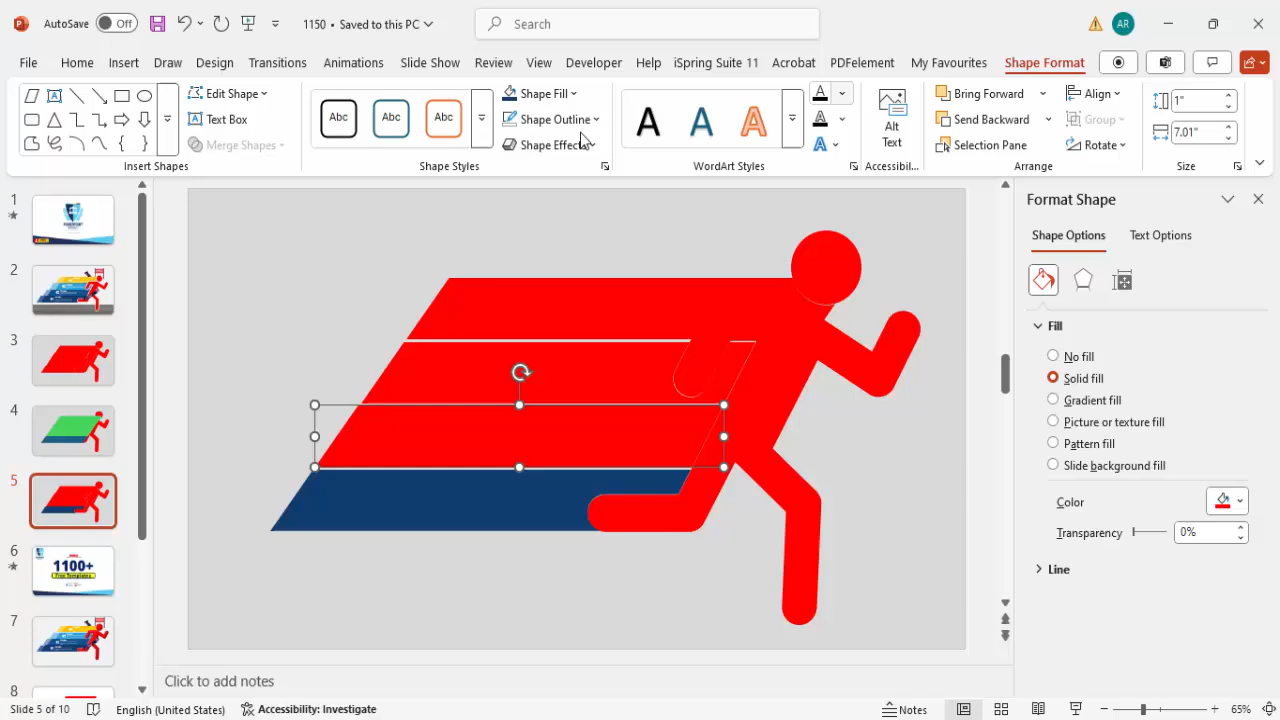 AutoSave Off 1150 • Saved to this PC Search AR
File Home Insert Draw Design Transitions Animations Slide Show Review View Developer Help iSpring Suite 11 Acrobat PDFelement My Favourites Shape Format
Edit Shape
Text Box
Merge Shapes
Insert Shapes
Abc Abc Abc
Shape Fill
Shape Outline
Shape Effects
Shape Styles
A A A
WordArt Styles
Alt
Text
Accessibil...
Bring Forward
Send Backward
Selection Pane
Align
Group
Rotate
Arrange
1"
7.01"
Size
1
2
3
4
5
6
1100+
7
8
Format Shape
Shape Options Text Options
Fill
No fill
Solid fill
Gradient fill
Picture or texture fill
Pattern fill
Slide background fill
Color
Transparency 0%
Line
Click to add notes
Slide 5 of 10 English (United States) Accessibility: Investigate Notes 65%